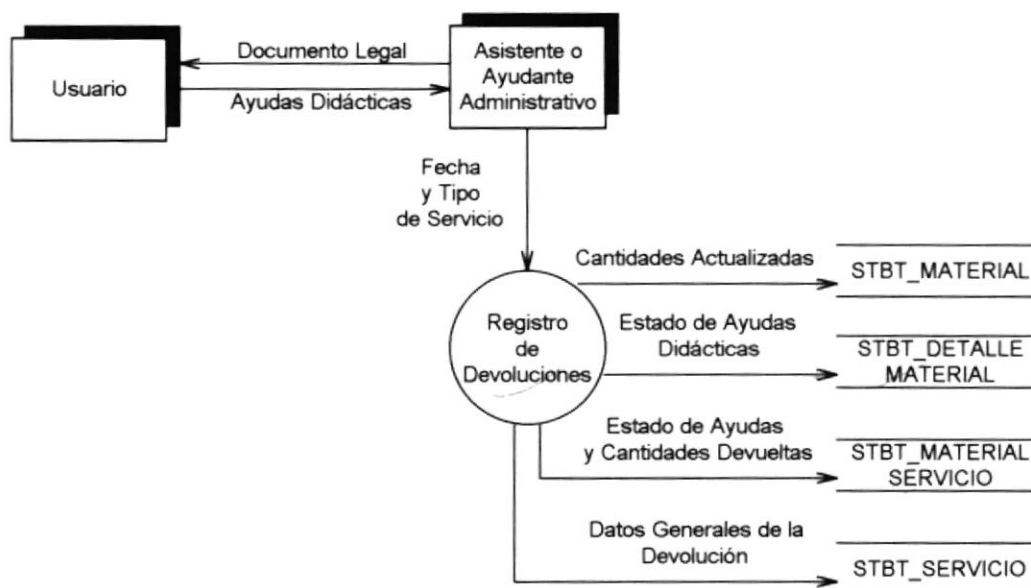 Documento Legal
Usuario
Ayudas Didácticas
Asistente o
Ayudante
Administrativo
Fecha
y Tipo
de Servicio
Registro
de
Devoluciones
Cantidades Actualizadas
STBT_MATERIAL
Estado de Ayudas
Didácticas
STBT_DETALLE
MATERIAL
Estado de Ayudas
y Cantidades Devueltas
STBT_MATERIAL
SERVICIO
Datos Generales de la
Devolución
STBT_SERVICIO